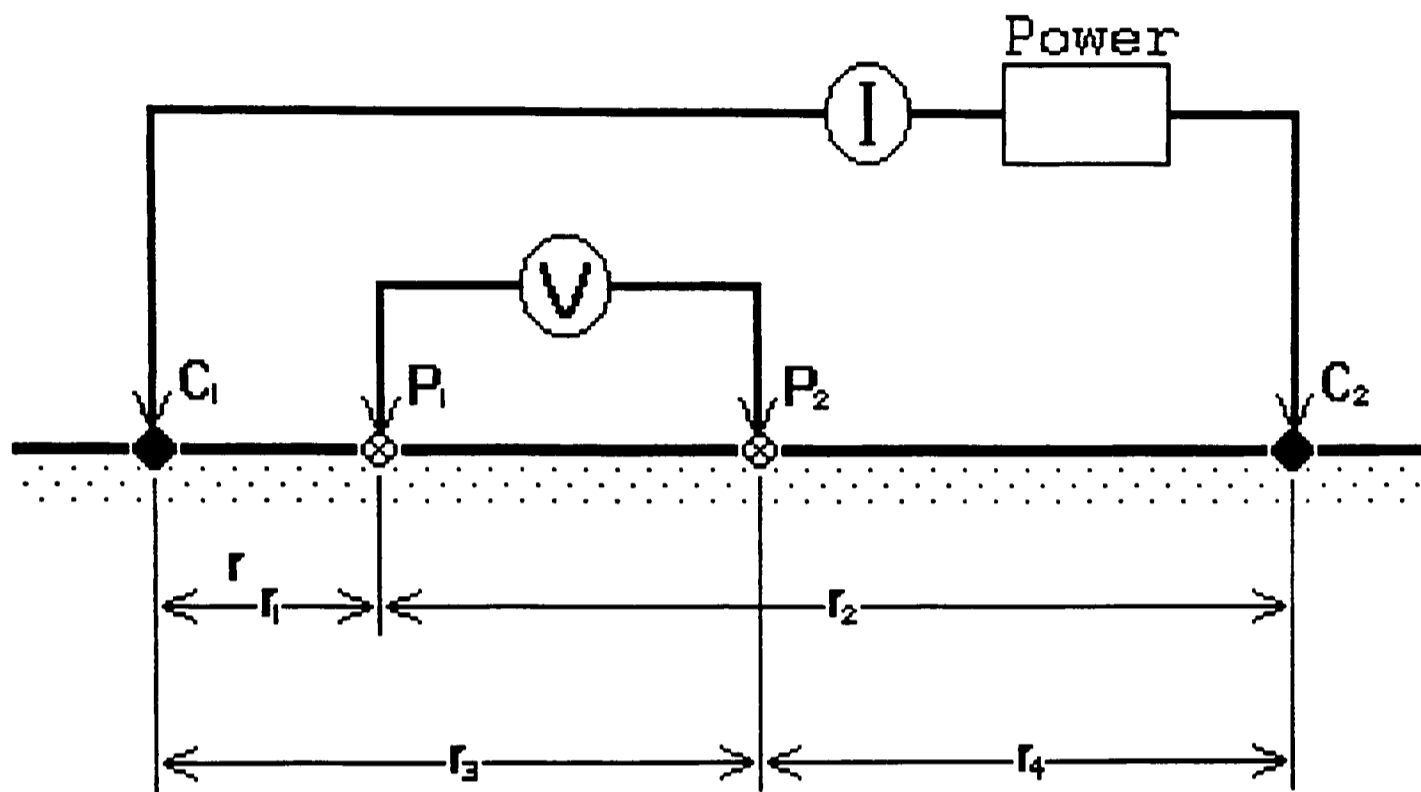 Power
I
V
C₁ P₁ P₂ C₂
r
r₁ r₂
r₃ r₄